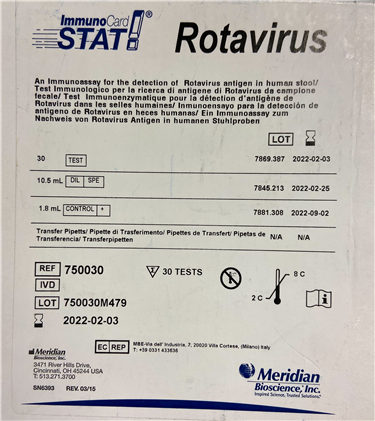 ImmunoCard
STAT!® Rotavirus
An Immunoassay for the detection of Rotavirus antigen in human stool/
Test Immunologico per la ricerca di antigene di Rotavirus da campione
fecale/ Test Immunoenzymatique pour la détection d'antigène de
Rotavirus dans les selles humaines/ Inmunoensayo para la detección de
antígeno de Rotavirus en heces humanas/ Ein Immunoassay zum
Nachweis von Rotavirus Antigen in humanen Stuhlproben
LOT
30 TEST 7869.387 2022-02-03
10.5 mL DIL SPE 7845.213 2022-02-25
1.8 mL CONTROL + 7881.308 2022-09-02
Transfer Pipetts/ Pipette di Trasferimento/ Pipettes de Transfert/ Pipetas de
Transferencia/ Transferpipetten N/A N/A
REF 750030 30 TESTS
IVD
LOT 750030M479
2022-02-03
2 C 8 C
EC REP MBE-Via dell' Industria, 7, 20020 Villa Cortese, (Milano) Italy
T: +39 0331 433636
Meridian
Bioscience, Inc.
3471 River Hills Drive,
Cincinnati, OH 45244 USA
T: 513.271.3700
SN6393 REV. 03/15
Meridian
Bioscience, Inc.
Inspired Science. Trusted Solutions.